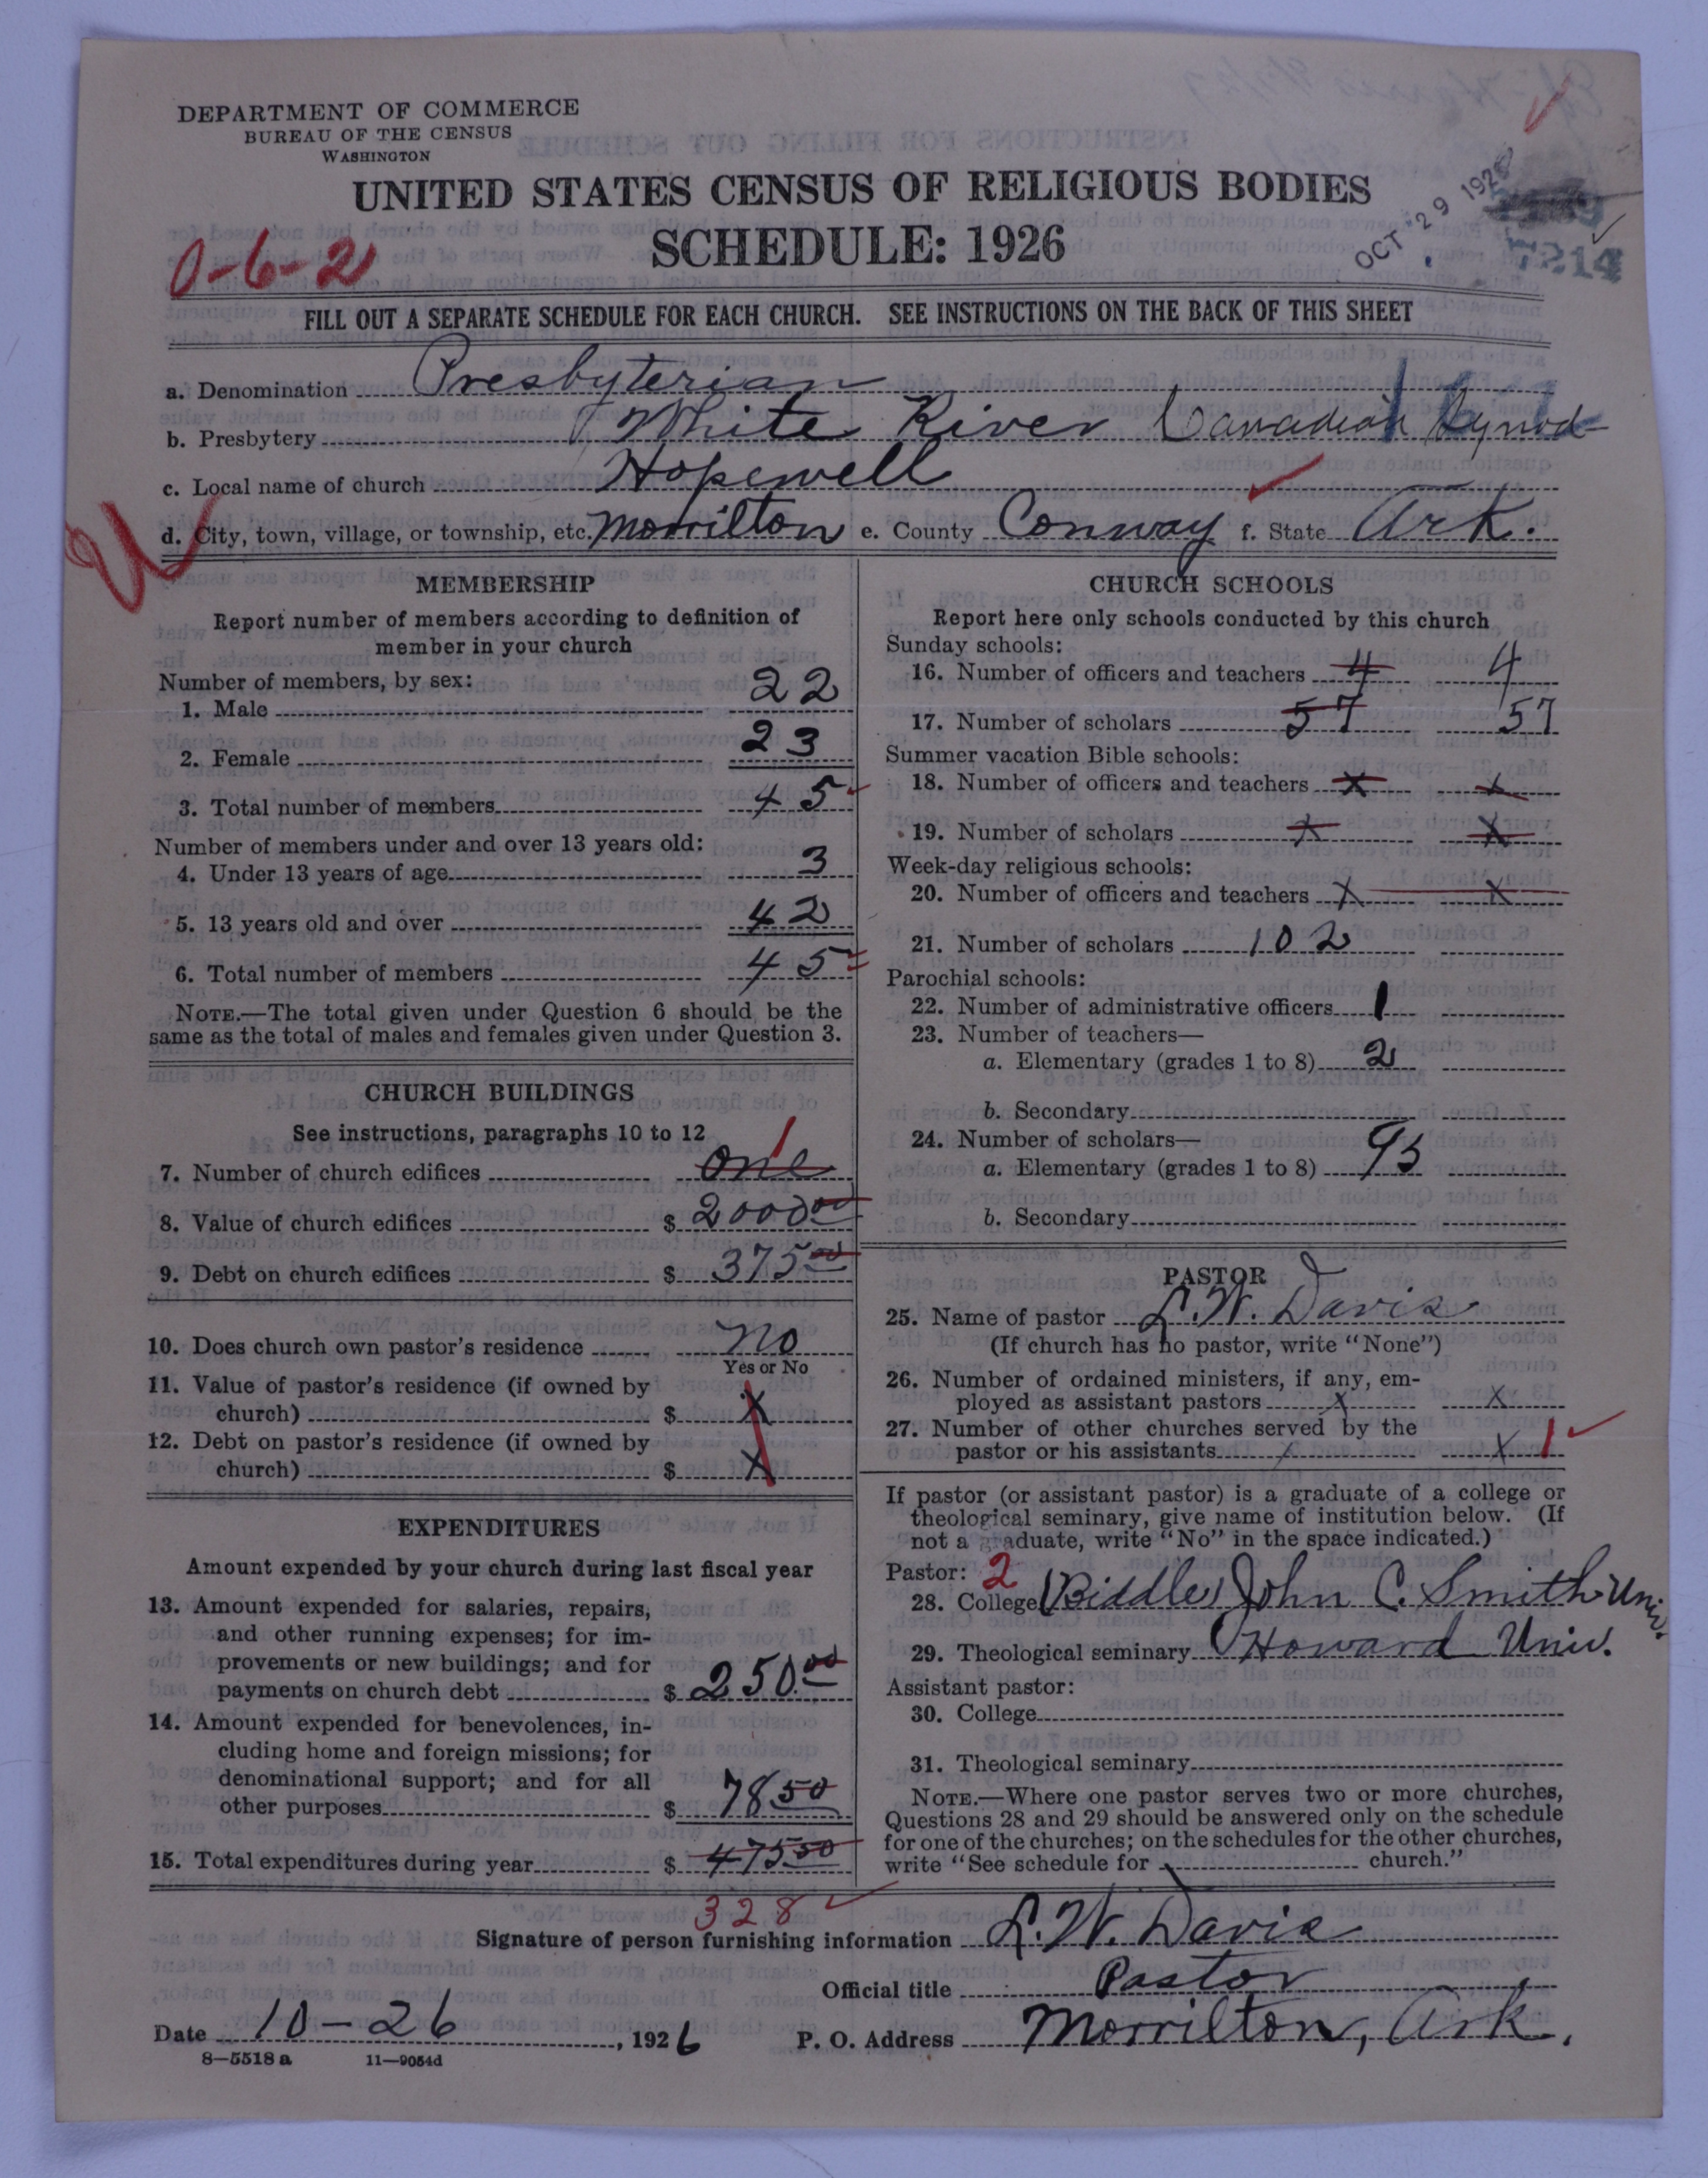 DEPARTMENT OF COMMERCE
BUREAU OF THE CENSUS
WASHINGTON
UNITED STATES CENSUS OF RELIGIOUS BODIES
SCHEDULE: 1926
OCT 29 1926
7214
0-6-2
FILL OUT A SEPARATE SCHEDULE FOR EACH CHURCH. SEE INSTRUCTIONS ON THE BACK OF THIS SHEET
a. Denomination Presbyterian
b. Presbytery White River Canadian Synod
c. Local name of church Hopewell
d. City, town, village, or township, etc. Morrilton e. County Conway f. State Ark.
U
MEMBERSHIP
Report number of members according to definition of
member in your church
Number of members, by sex:
1. Male 22
2. Female 23
3. Total number of members 45
Number of members under and over 13 years old:
4. Under 13 years of age 3
5. 13 years old and over 42
6. Total number of members 45
NOTE.—The total given under Question 6 should be the
same as the total of males and females given under Question 3.
CHURCH BUILDINGS
See instructions, paragraphs 10 to 12
7. Number of church edifices one 1
8. Value of church edifices $ 2000 00
9. Debt on church edifices $ 375 00
10. Does church own pastor's residence No
Yes or No
11. Value of pastor's residence (if owned by
church) $ X
12. Debt on pastor's residence (if owned by
church) $ X
EXPENDITURES
Amount expended by your church during last fiscal year
13. Amount expended for salaries, repairs,
and other running expenses; for im-
provements or new buildings; and for
payments on church debt $ 250 00
14. Amount expended for benevolences, in-
cluding home and foreign missions; for
denominational support; and for all
other purposes $ 78 50
15. Total expenditures during year $ 475 50
328
CHURCH SCHOOLS
Report here only schools conducted by this church
Sunday schools:
16. Number of officers and teachers 4 4
17. Number of scholars 57 57
Summer vacation Bible schools:
18. Number of officers and teachers X X
19. Number of scholars X X
Week-day religious schools:
20. Number of officers and teachers X X
21. Number of scholars 102
Parochial schools:
22. Number of administrative officers 1
23. Number of teachers—
a. Elementary (grades 1 to 8) 2
b. Secondary
24. Number of scholars—
a. Elementary (grades 1 to 8) 95
b. Secondary
PASTOR
25. Name of pastor L. W. Davis
(If church has no pastor, write "None")
26. Number of ordained ministers, if any, em-
ployed as assistant pastors X X
27. Number of other churches served by the
pastor or his assistants X X 1
If pastor (or assistant pastor) is a graduate of a college or
theological seminary, give name of institution below. (If
not a graduate, write "No" in the space indicated.)
Pastor: 2
28. College (Biddle) John C. Smith Univ.
29. Theological seminary Howard Univ.
Assistant pastor:
30. College
31. Theological seminary
NOTE.—Where one pastor serves two or more churches,
Questions 28 and 29 should be answered only on the schedule
for one of the churches; on the schedules for the other churches,
write "See schedule for church."
Signature of person furnishing information L. W. Davis
Official title Pastor
Date 10-26, 1926 P. O. Address Morrilton, Ark.
8-5518 a 11-9054d